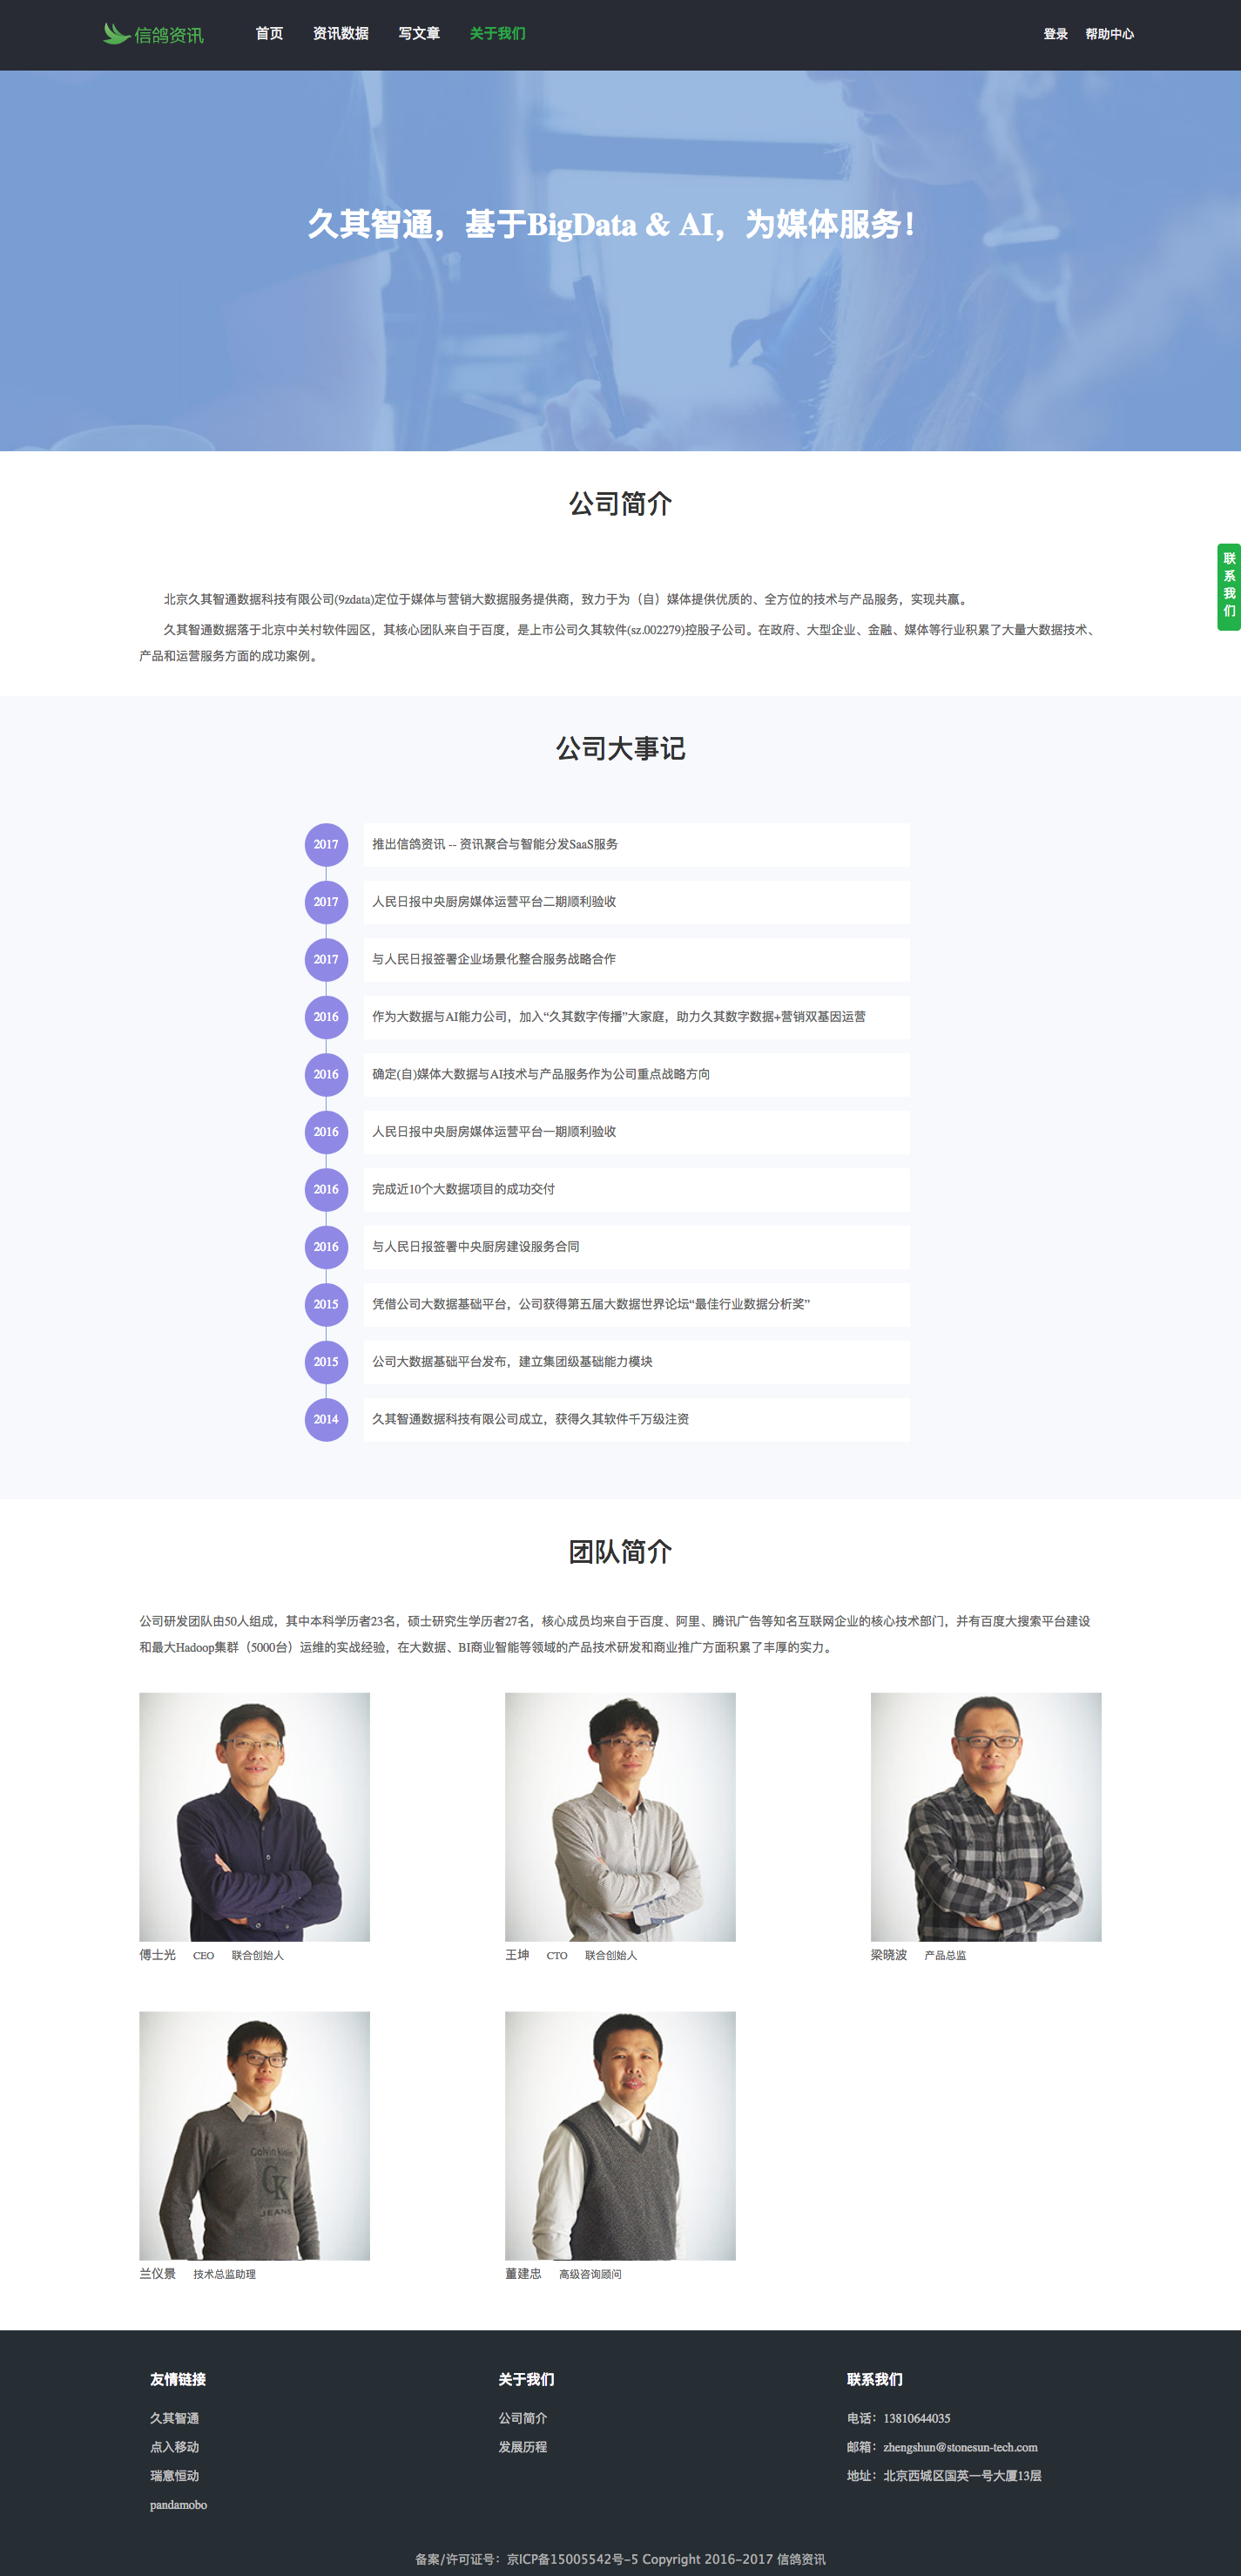 信鸽资讯
首页 资讯数据 写文章 关于我们
登录 帮助中心
久其智通，基于BigData & AI，为媒体服务！
公司简介
联系我们
北京久其智通数据科技有限公司(9zdata)定位于媒体与营销大数据服务提供商，致力于为（自）媒体提供优质的、全方位的技术与产品服务，实现共赢。
久其智通数据落于北京中关村软件园区，其核心团队来自于百度，是上市公司久其软件(sz.002279)控股子公司。在政府、大型企业、金融、媒体等行业积累了大量大数据技术、
产品和运营服务方面的成功案例。
公司大事记
2017 推出信鸽资讯 -- 资讯聚合与智能分发SaaS服务
2017 人民日报中央厨房媒体运营平台二期顺利验收
2017 与人民日报签署企业场景化整合服务战略合作
2016 作为大数据与AI能力公司，加入“久其数字传播”大家庭，助力久其数字数据+营销双基因运营
2016 确定(自)媒体大数据与AI技术与产品服务作为公司重点战略方向
2016 人民日报中央厨房媒体运营平台一期顺利验收
2016 完成近10个大数据项目的成功交付
2016 与人民日报签署中央厨房建设服务合同
2015 凭借公司大数据基础平台，公司获得第五届大数据世界论坛“最佳行业数据分析奖”
2015 公司大数据基础平台发布，建立集团级基础能力模块
2014 久其智通数据科技有限公司成立，获得久其软件千万级注资
团队简介
公司研发团队由50人组成，其中本科学历者23名，硕士研究生学历者27名，核心成员均来自于百度、阿里、腾讯广告等知名互联网企业的核心技术部门，并有百度大搜索平台建设
和最大Hadoop集群（5000台）运维的实战经验，在大数据、BI商业智能等领域的产品技术研发和商业推广方面积累了丰厚的实力。
傅士光 CEO 联合创始人
王坤 CTO 联合创始人
梁晓波 产品总监
Calvin Klein
CK
JEANS
兰仪景 技术总监助理
董建忠 高级咨询顾问
友情链接
久其智通
点入移动
瑞意恒动
pandamobo
关于我们
公司简介
发展历程
联系我们
电话：13810644035
邮箱：zhengshun@stonesun-tech.com
地址：北京西城区国英一号大厦13层
备案/许可证号：京ICP备15005542号-5 Copyright 2016-2017 信鸽资讯